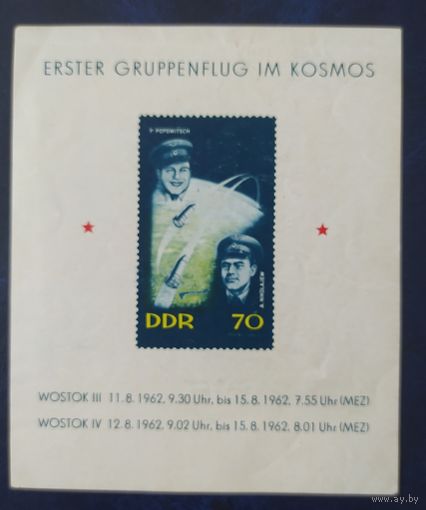 ERSTER GRUPPENFLUG IM KOSMOS
P. POPOWITSCH
A. NIKOLAJEW
DDR 70
WOSTOK III 11.8.1962, 9.30 Uhr, bis 15.8.1962, 7.55 Uhr (MEZ)
WOSTOK IV 12.8.1962, 9.02 Uhr, bis 15.8.1962, 8.01 Uhr (MEZ)
ay.by